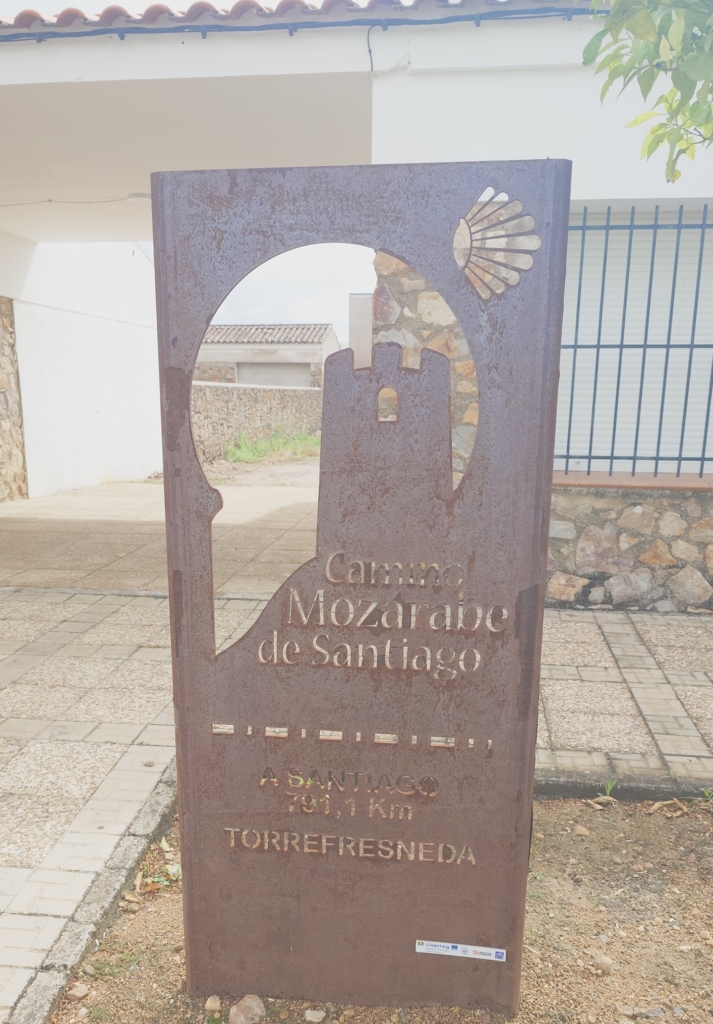 Camino
Mozárabe
de Santiago
A SANTIAGO
791,1 Km
TORREFRESNEDA